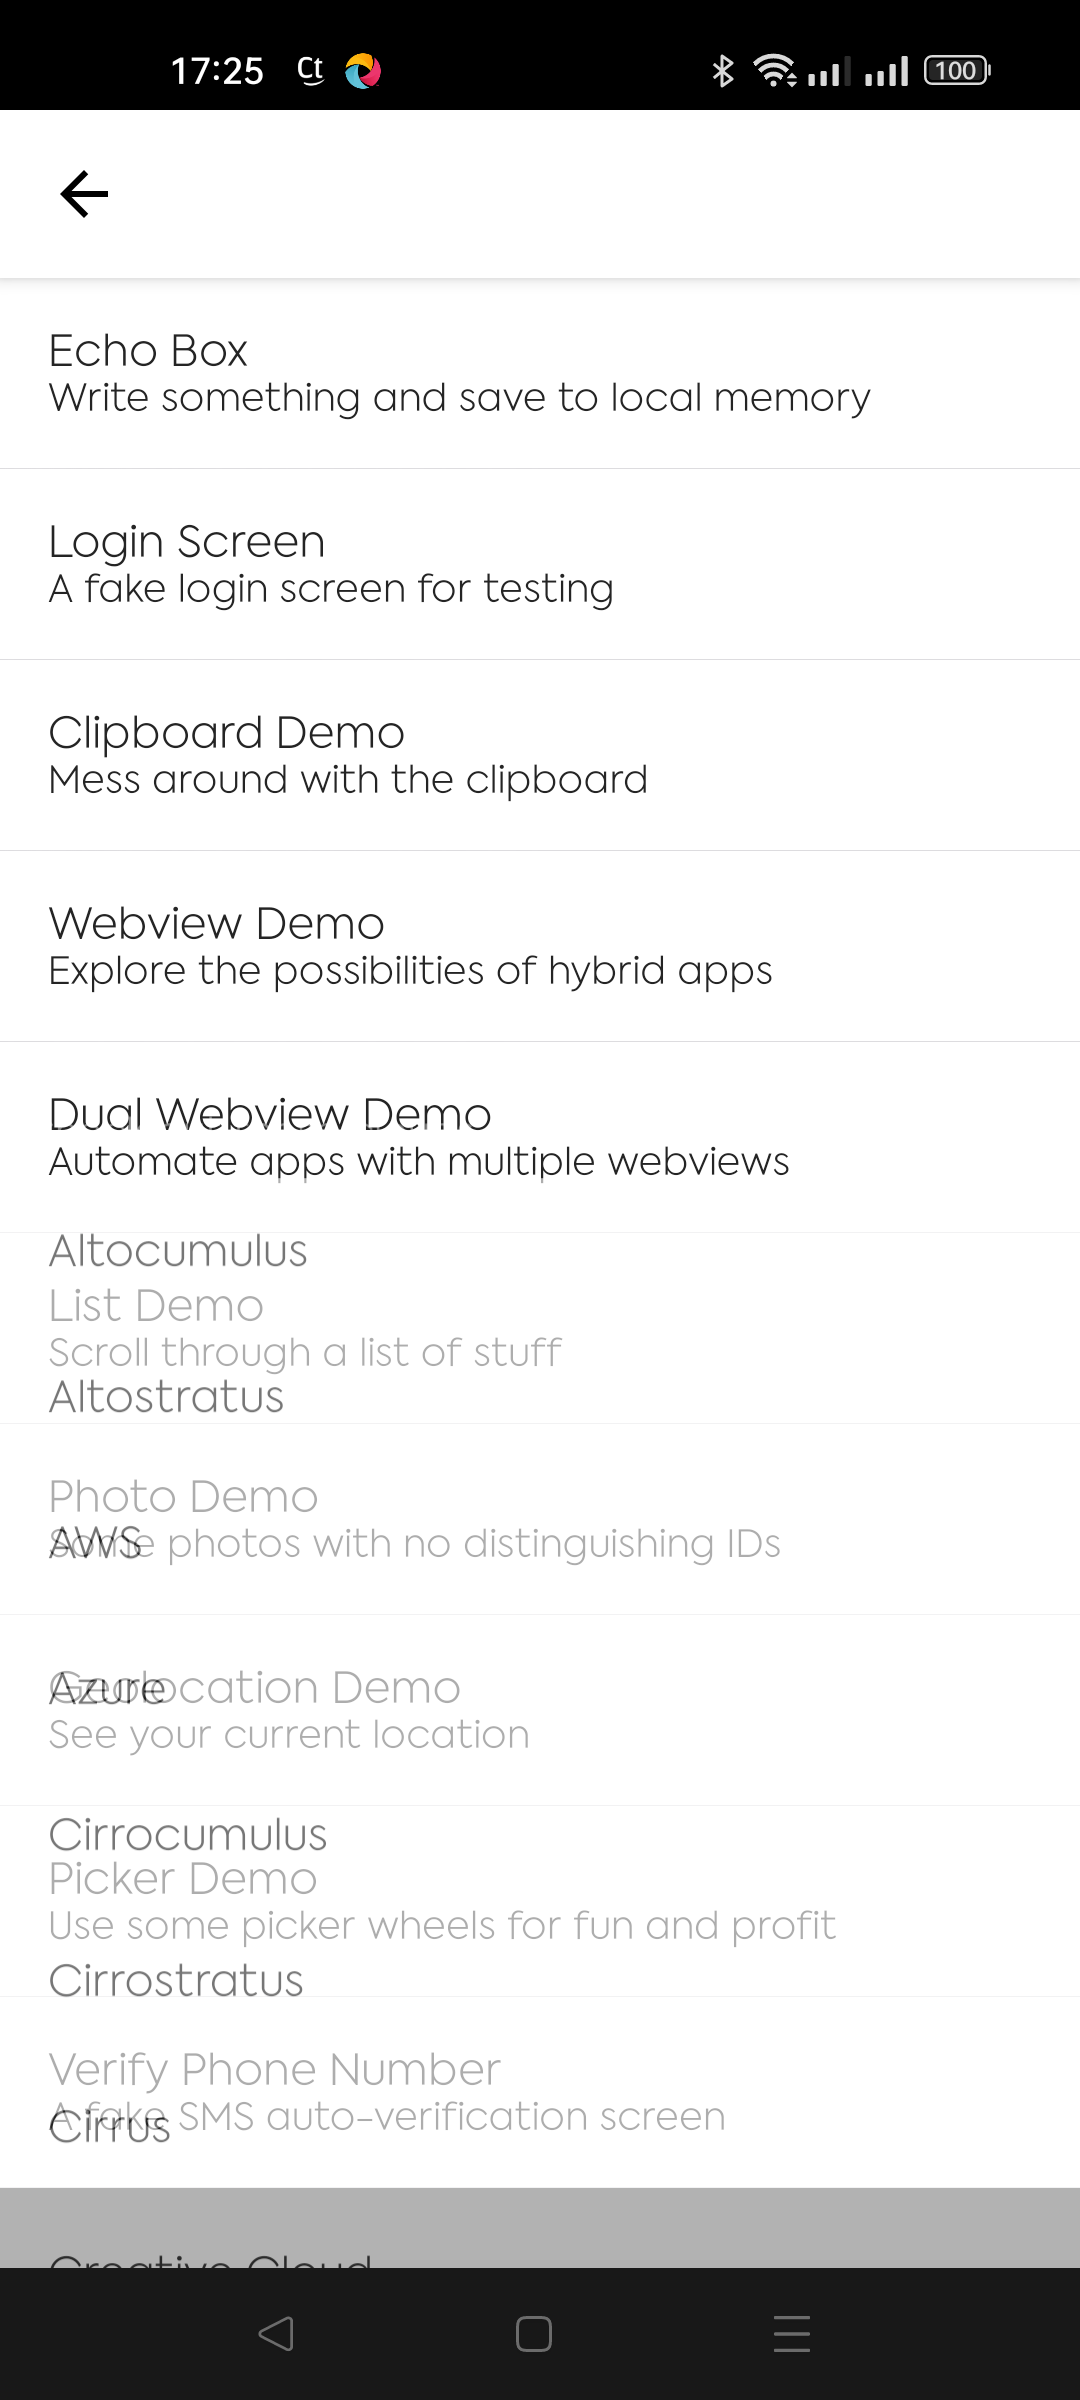 17:25 Ct 100
Echo Box
Write something and save to local memory
Login Screen
A fake login screen for testing
Clipboard Demo
Mess around with the clipboard
Webview Demo
Explore the possibilities of hybrid apps
Dual Webview Demo
Automate apps with multiple webviews
Altocumulus
List Demo
Scroll through a list of stuff
Altostratus
Photo Demo
AWS
Some photos with no distinguishing IDs
Azure
Geolocation Demo
See your current location
Cirrocumulus
Picker Demo
Use some picker wheels for fun and profit
Cirrostratus
Verify Phone Number
A fake SMS auto-verification screen
Cirrus
Creative Cloud